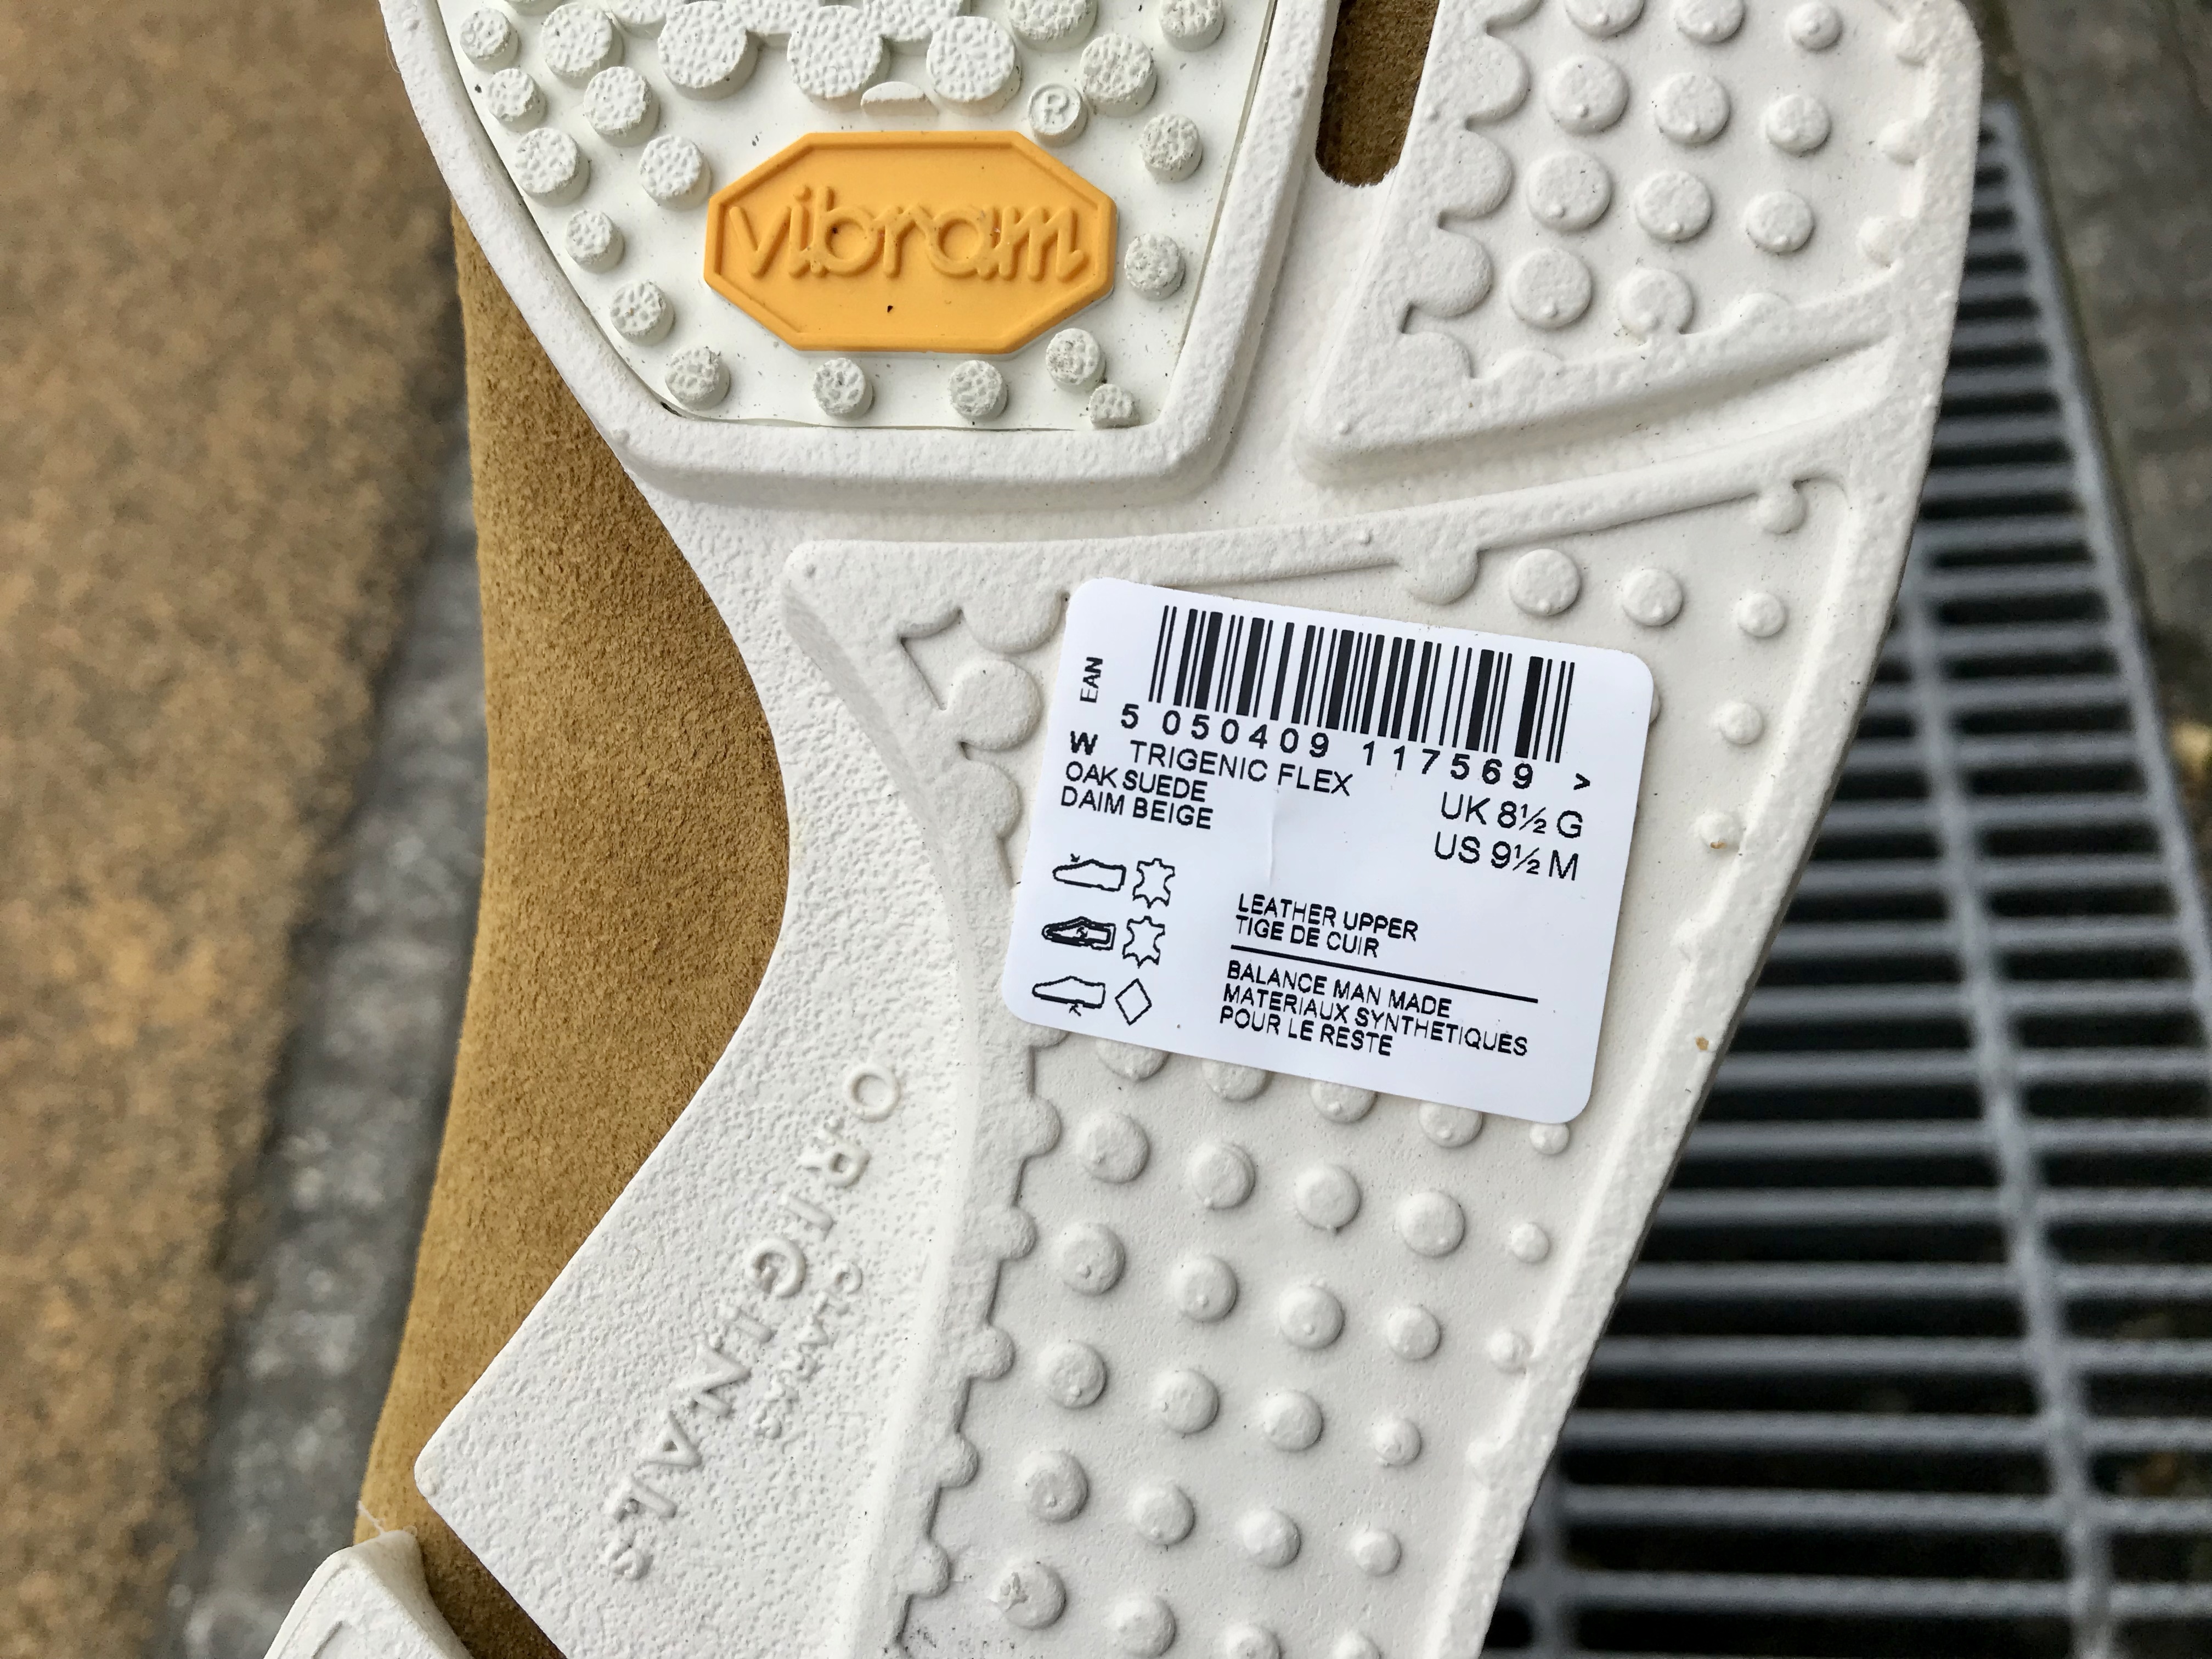 ®
vibram
EAN
5 050409 117569 >
W TRIGENIC FLEX
OAK SUEDE
DAIM BEIGE
UK 8½ G
US 9½ M
LEATHER UPPER
TIGE DE CUIR
BALANCE MAN MADE
MATERIAUX SYNTHETIQUES
POUR LE RESTE
CLARKS
ORIGINALS